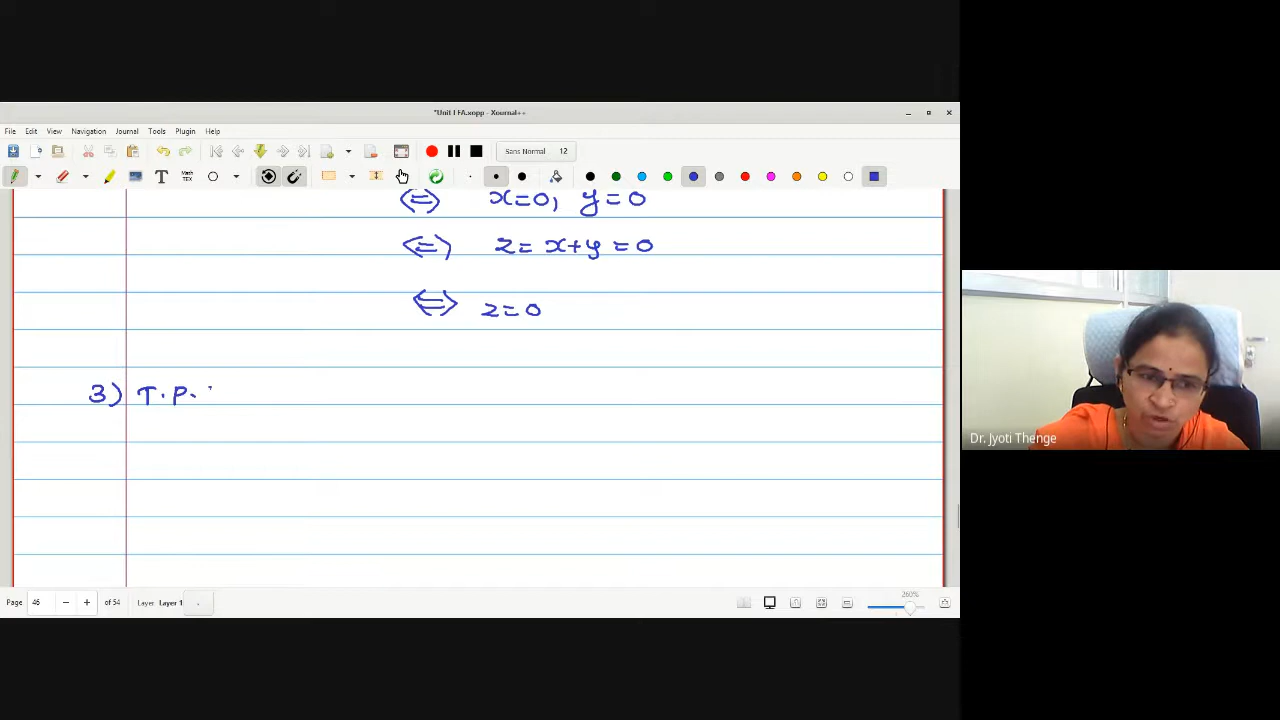 *Unit I FA.xopp - Xournal++
File Edit View Navigation Journal Tools Plugin Help
Sans Normal 12
⇔ x=0, y=0
⇔ z= x+y =0
⇔ z=0
3) T.P.
Dr. Jyoti Thenge
Page 46 of 54 Layer Layer 1 260%